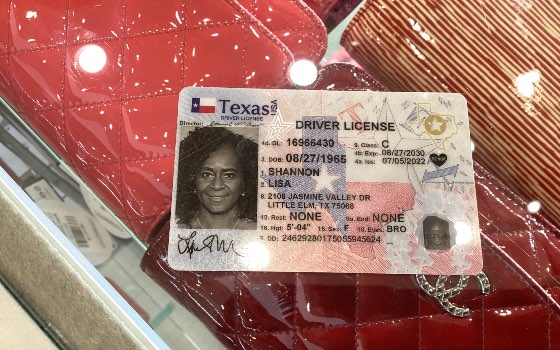 Texas
USA
DRIVER LICENSE
Director:
DRIVER LICENSE
4d. DL: 16966430 9. Class: C
4b. Exp: 08/27/2030
3. DOB: 08/27/1965 4a. Iss: 07/05/2022
1. SHANNON
2. LISA
8. 2108 JASMINE VALLEY DR
LITTLE ELM, TX 75068
12. Rest: NONE 9a. End: NONE
16. Hgt: 5'-04" 15. Sex: F 18. Eyes: BRO
5. DD: 24629280175055945624